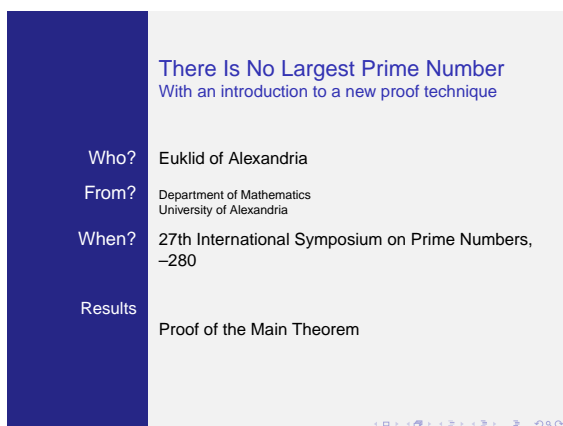 There Is No Largest Prime Number
With an introduction to a new proof technique
Who? Euklid of Alexandria
From? Department of Mathematics
University of Alexandria
When? 27th International Symposium on Prime Numbers,
–280
Results
Proof of the Main Theorem